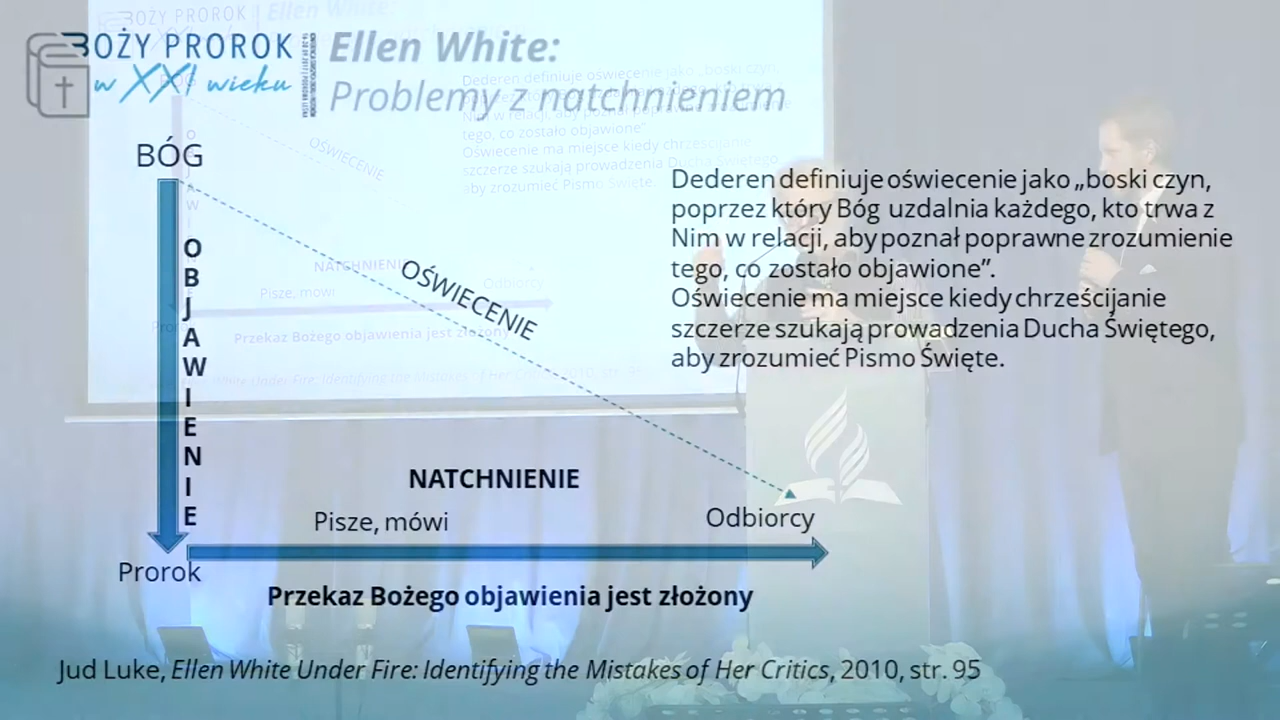 BOŻY PROROK
w XXI wieku
Ellen White:
Problemy z natchnieniem
BÓG
OBJAWIENIE
OŚWIECENIE
Dederen definiuje oświecenie jako „boski czyn,
poprzez który Bóg uzdalnia każdego, kto trwa z
Nim w relacji, aby poznał poprawne zrozumienie
tego, co zostało objawione”.
Oświecenie ma miejsce kiedy chrześcijanie
szczerze szukają prowadzenia Ducha Świętego,
aby zrozumieć Pismo Święte.
NATCHNIENIE
Pisze, mówi
Odbiorcy
Prorok
Przekaz Bożego objawienia jest złożony
Jud Luke, Ellen White Under Fire: Identifying the Mistakes of Her Critics, 2010, str. 95